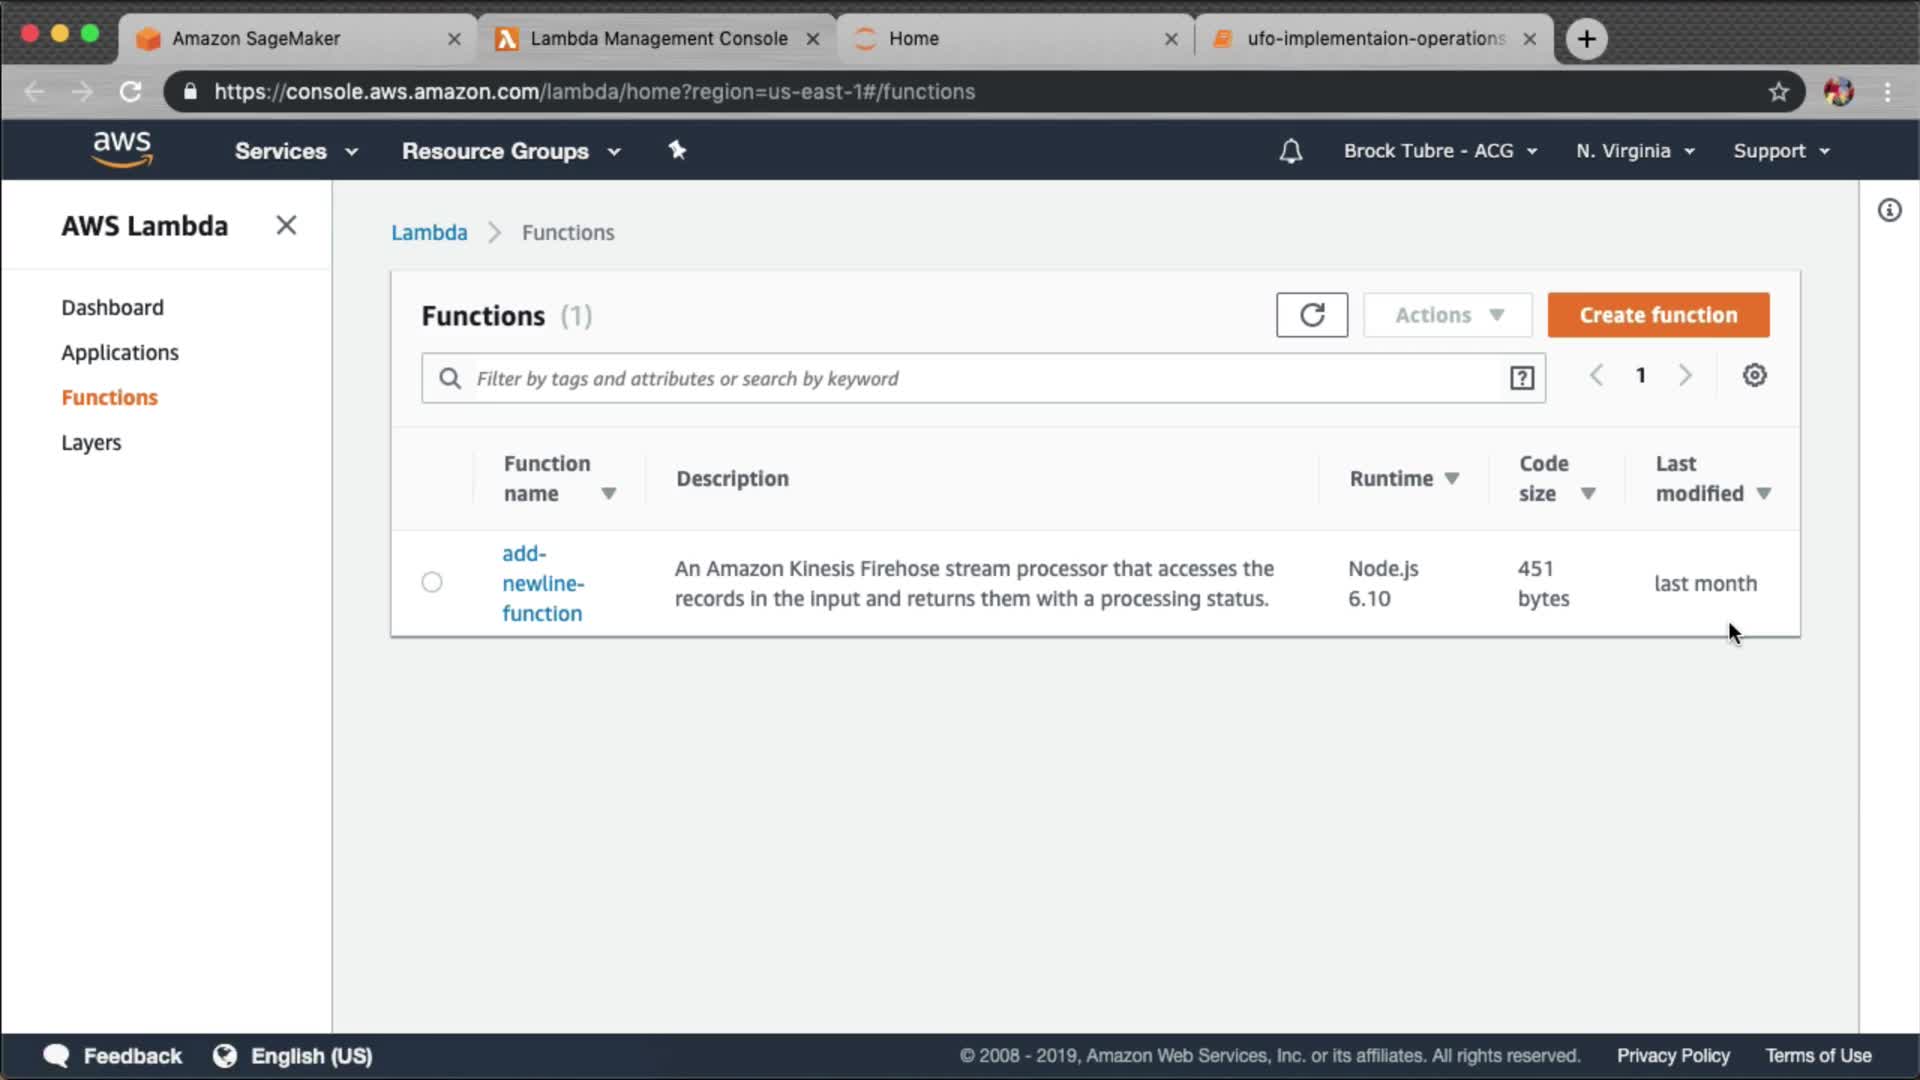 Amazon SageMaker
Lambda Management Console
Home
ufo-implementaion-operations
https://console.aws.amazon.com/lambda/home?region=us-east-1#/functions
aws
Services
Resource Groups
Brock Tubre - ACG
N. Virginia
Support
AWS Lambda
Dashboard
Applications
Functions
Layers
Lambda > Functions
Functions (1)
Actions
Create function
Filter by tags and attributes or search by keyword
?
1
Function
name
Description
Runtime
Code
size
Last
modified
add-
newline-
function
An Amazon Kinesis Firehose stream processor that accesses the
records in the input and returns them with a processing status.
Node.js
6.10
451
bytes
last month
Feedback
English (US)
© 2008 - 2019, Amazon Web Services, Inc. or its affiliates. All rights reserved.
Privacy Policy
Terms of Use